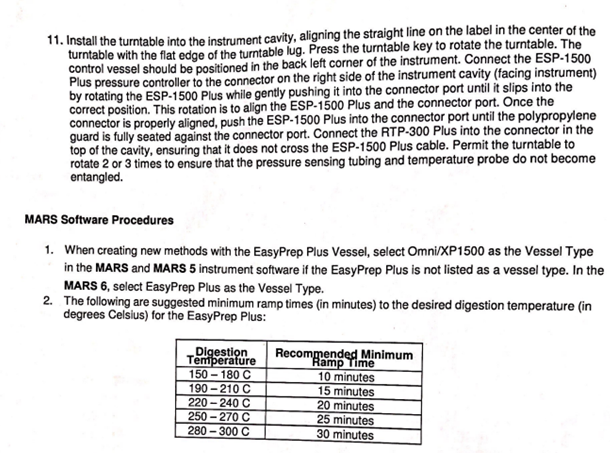 11. Install the turntable into the instrument cavity, aligning the straight line on the label in the center of the
turntable with the flat edge of the turntable lug. Press the turntable key to rotate the turntable. The
control vessel should be positioned in the back left corner of the instrument. Connect the ESP-1500
Plus pressure controller to the connector on the right side of the instrument cavity (facing instrument)
by rotating the ESP-1500 Plus while gently pushing it into the connector port until it slips into the
correct position. This rotation is to align the ESP-1500 Plus and the connector port. Once the
connector is properly aligned, push the ESP-1500 Plus into the connector port until the polypropylene
guard is fully seated against the connector port. Connect the RTP-300 Plus into the connector in the
top of the cavity, ensuring that it does not cross the ESP-1500 Plus cable. Permit the turntable to
rotate 2 or 3 times to ensure that the pressure sensing tubing and temperature probe do not become
entangled.
MARS Software Procedures
1. When creating new methods with the EasyPrep Plus Vessel, select Omni/XP1500 as the Vessel Type
in the MARS and MARS 5 instrument software if the EasyPrep Plus is not listed as a vessel type. In the
MARS 6, select EasyPrep Plus as the Vessel Type.
2. The following are suggested minimum ramp times (in minutes) to the desired digestion temperature (in
degrees Celsius) for the EasyPrep Plus:
Digestion Recommended Minimum
Temperature Ramp Time
150 – 180 C 10 minutes
190 – 210 C 15 minutes
220 – 240 C 20 minutes
250 – 270 C 25 minutes
280 – 300 C 30 minutes